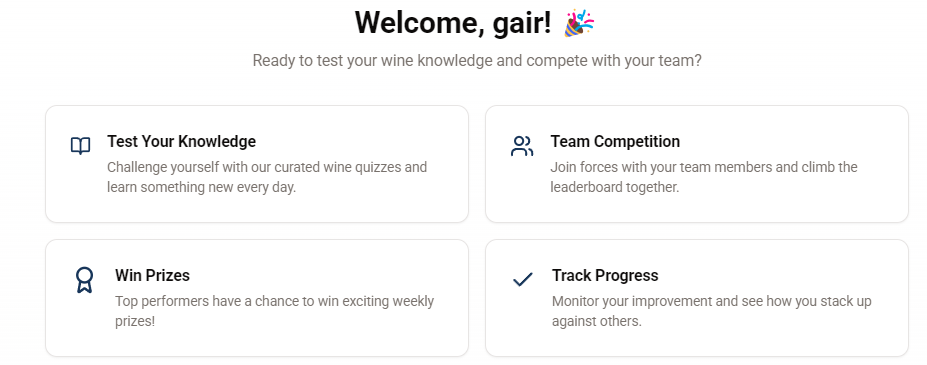 Welcome, gair! 🎉
Ready to test your wine knowledge and compete with your team?
Test Your Knowledge
Challenge yourself with our curated wine quizzes and
learn something new every day.
Team Competition
Join forces with your team members and climb the
leaderboard together.
Win Prizes
Top performers have a chance to win exciting weekly
prizes!
Track Progress
Monitor your improvement and see how you stack up
against others.